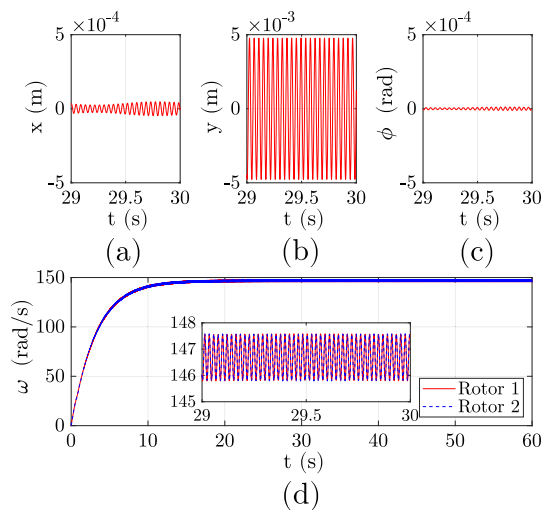 ×10⁻⁴ ×10⁻³ ×10⁻⁴
5 5 5
x (m) 0 y (m) 0 ϕ (rad) 0
-5 -5 -5
29 29.5 30 29 29.5 30 29 29.5 30
t (s) t (s) t (s)
(a) (b) (c)
150
148
100 147
ω (rad/s)
146
50 145
29 29.5 30
Rotor 1
Rotor 2
0
0 10 20 30 40 50 60
t (s)
(d)